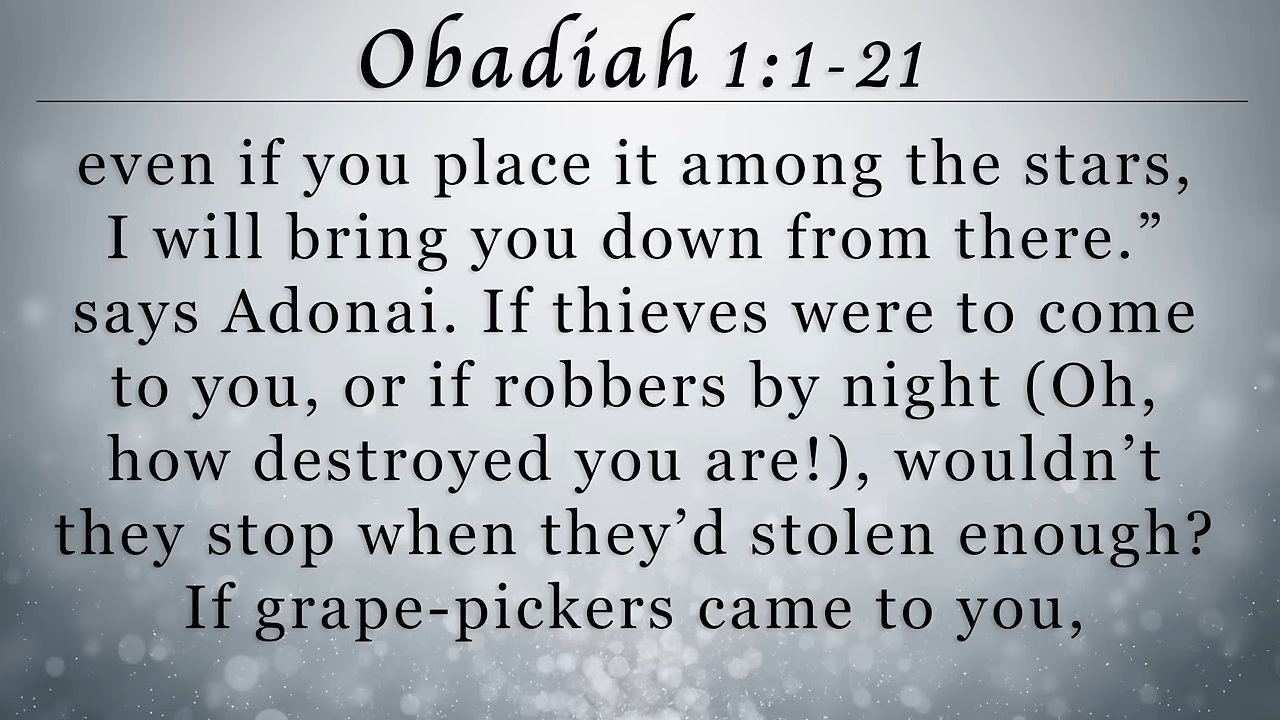 Obadiah 1:1-21
even if you place it among the stars,
I will bring you down from there.”
says Adonai. If thieves were to come
to you, or if robbers by night (Oh,
how destroyed you are!), wouldn’t
they stop when they’d stolen enough?
If grape-pickers came to you,